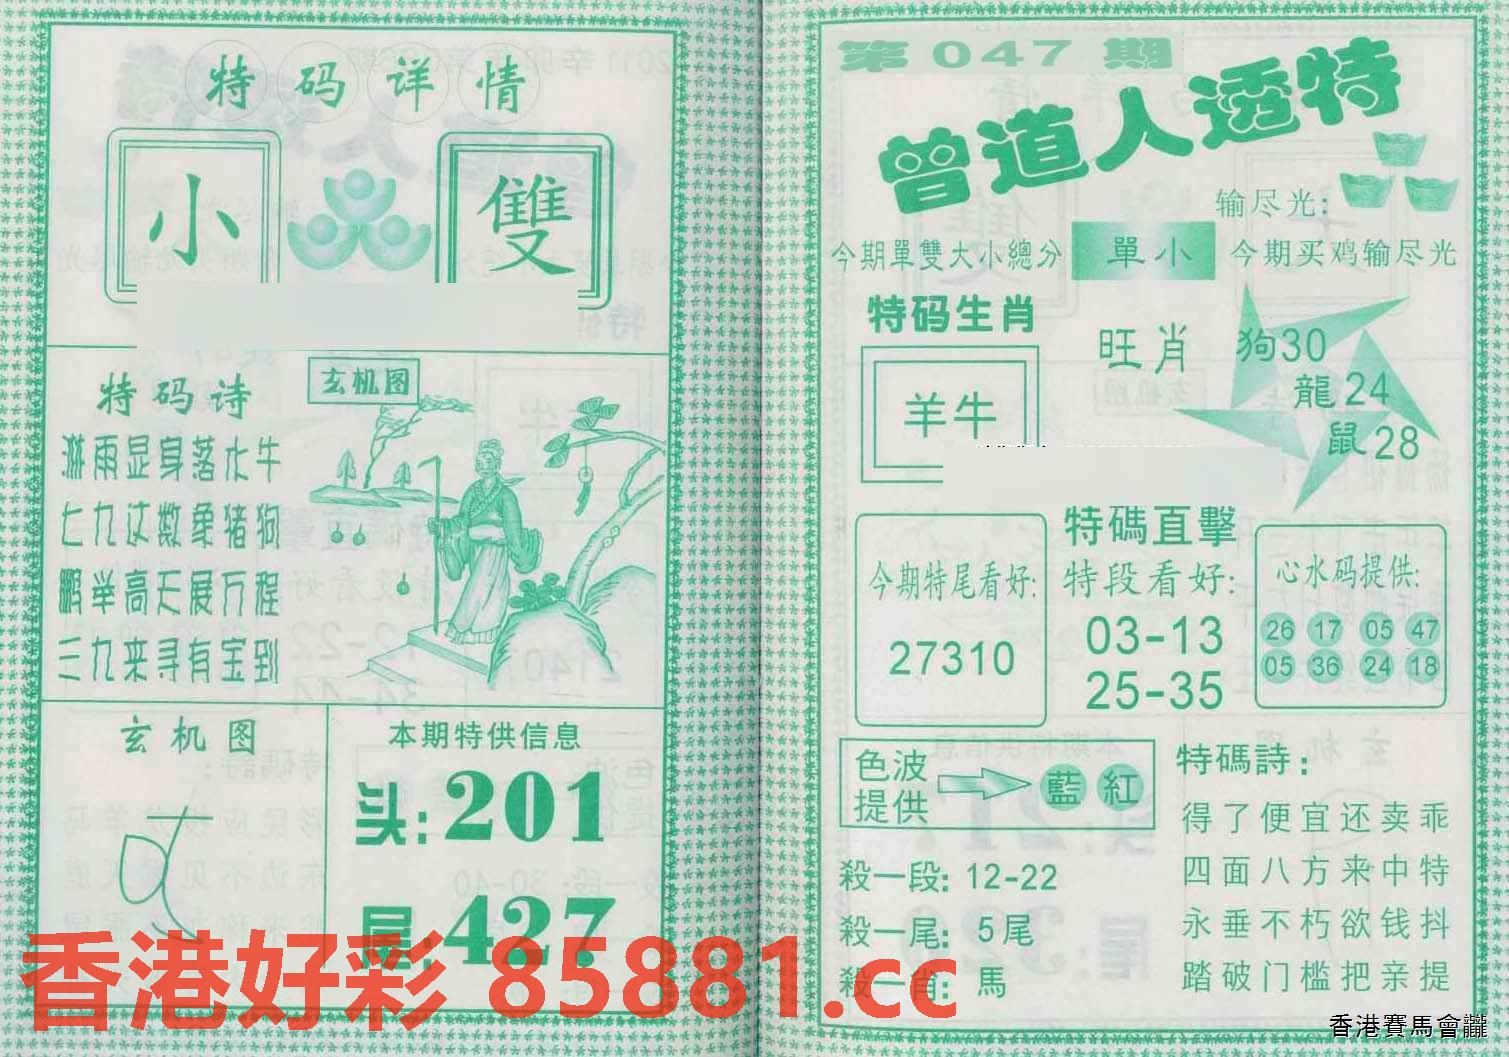 特码详情
小 雙
特码诗
玄机图
淋雨显身落水牛
七九过数象猪狗
鹏举高天展万程
三九来寻有宝到
玄机图
本期特供信息
头:201
尾:427
第047期
曾道人透特
输尽光:
今期單雙大小總分 單小 今期买鸡输尽光
特码生肖
羊牛
旺肖
狗30
龍24
鼠28
今期特尾看好:
27310
特碼直擊
特段看好:
03-13
25-35
心水码提供:
26 17 05 47
05 36 24 18
色波提供 藍 紅
殺一段: 12-22
殺一尾: 5尾
殺一肖: 馬
特碼詩:
得了便宜还卖乖
四面八方来中特
永垂不朽欲钱抖
踏破门槛把亲提
香港好彩 85881.cc
香港賽馬會